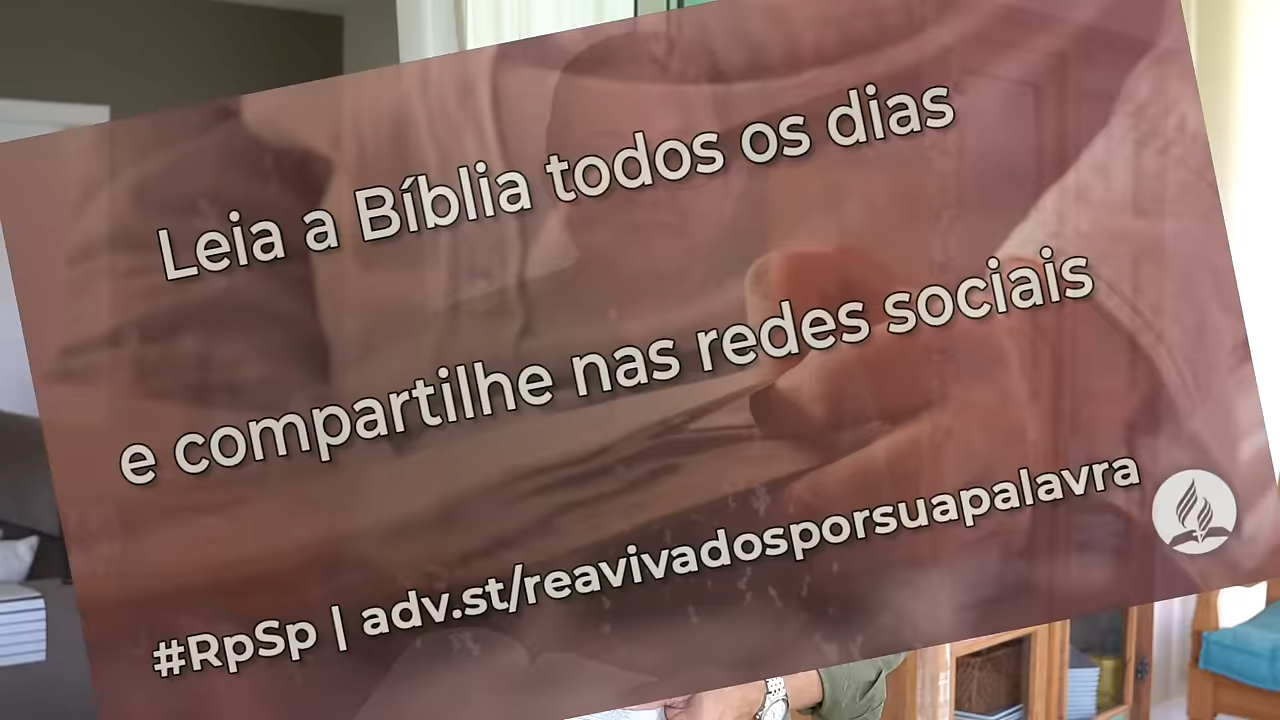 Leia a Bíblia todos os dias
e compartilhe nas redes sociais
#RpSp | adv.st/reavivadosporsuapalavra